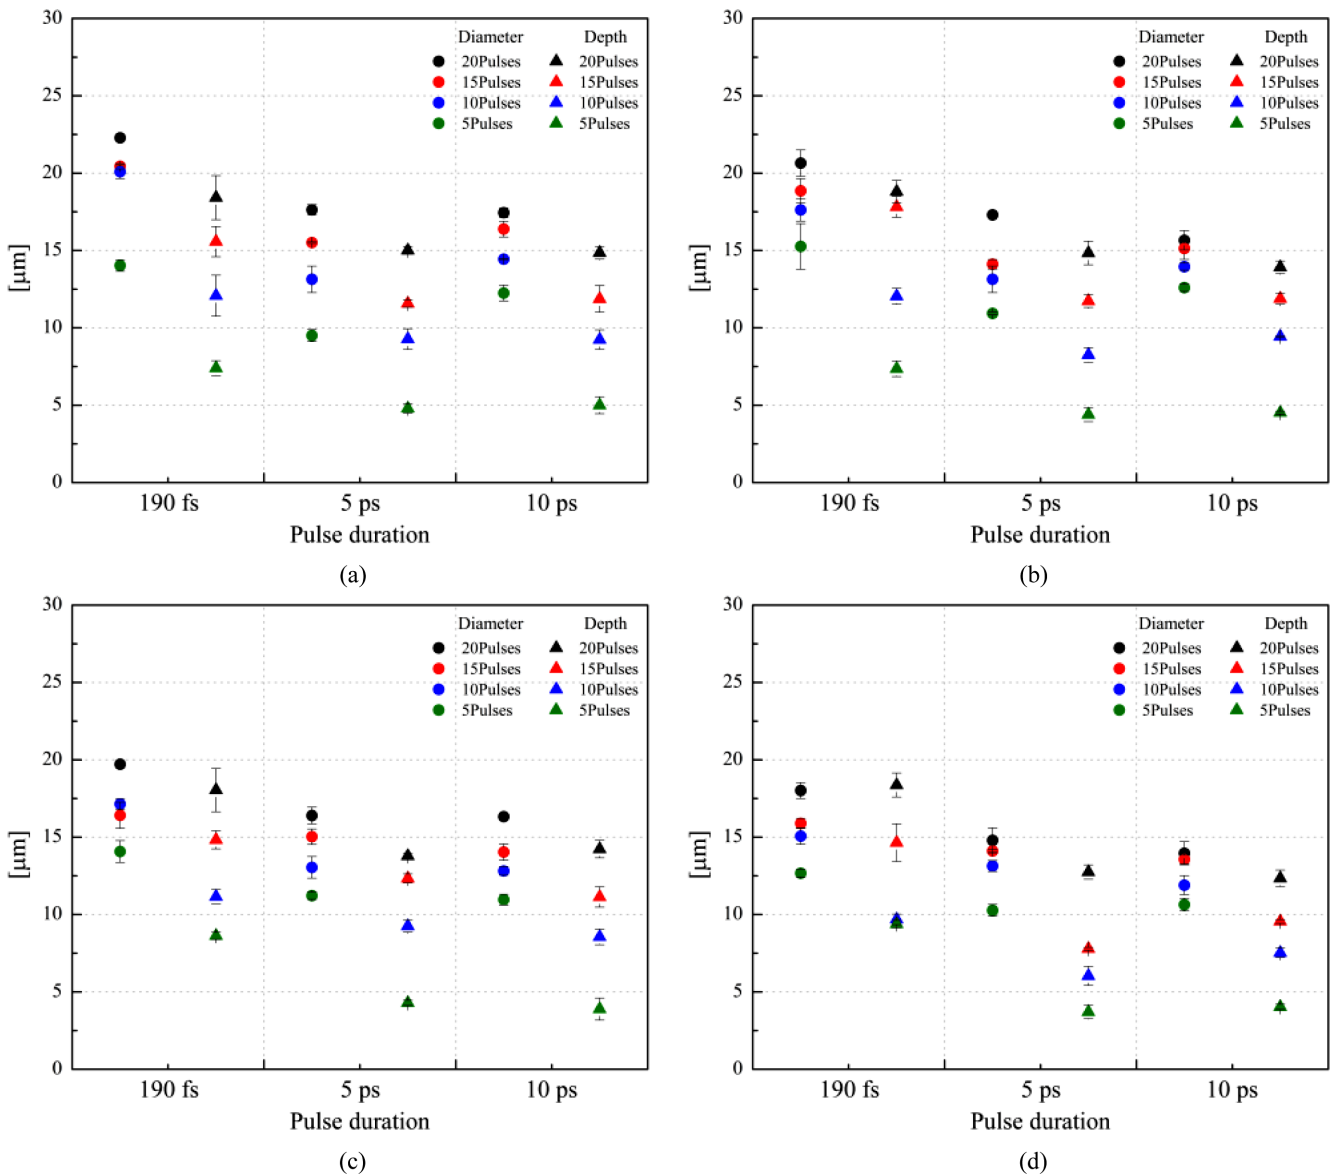 30
25
20
15
10
5
0
[µm]
Diameter Depth
20Pulses 20Pulses
15Pulses 15Pulses
10Pulses 10Pulses
5Pulses 5Pulses
190 fs 5 ps 10 ps
Pulse duration
(a)
30
25
20
15
10
5
0
[µm]
Diameter Depth
20Pulses 20Pulses
15Pulses 15Pulses
10Pulses 10Pulses
5Pulses 5Pulses
190 fs 5 ps 10 ps
Pulse duration
(b)
30
25
20
15
10
5
0
[µm]
Diameter Depth
20Pulses 20Pulses
15Pulses 15Pulses
10Pulses 10Pulses
5Pulses 5Pulses
190 fs 5 ps 10 ps
Pulse duration
(c)
30
25
20
15
10
5
0
[µm]
Diameter Depth
20Pulses 20Pulses
15Pulses 15Pulses
10Pulses 10Pulses
5Pulses 5Pulses
190 fs 5 ps 10 ps
Pulse duration
(d)